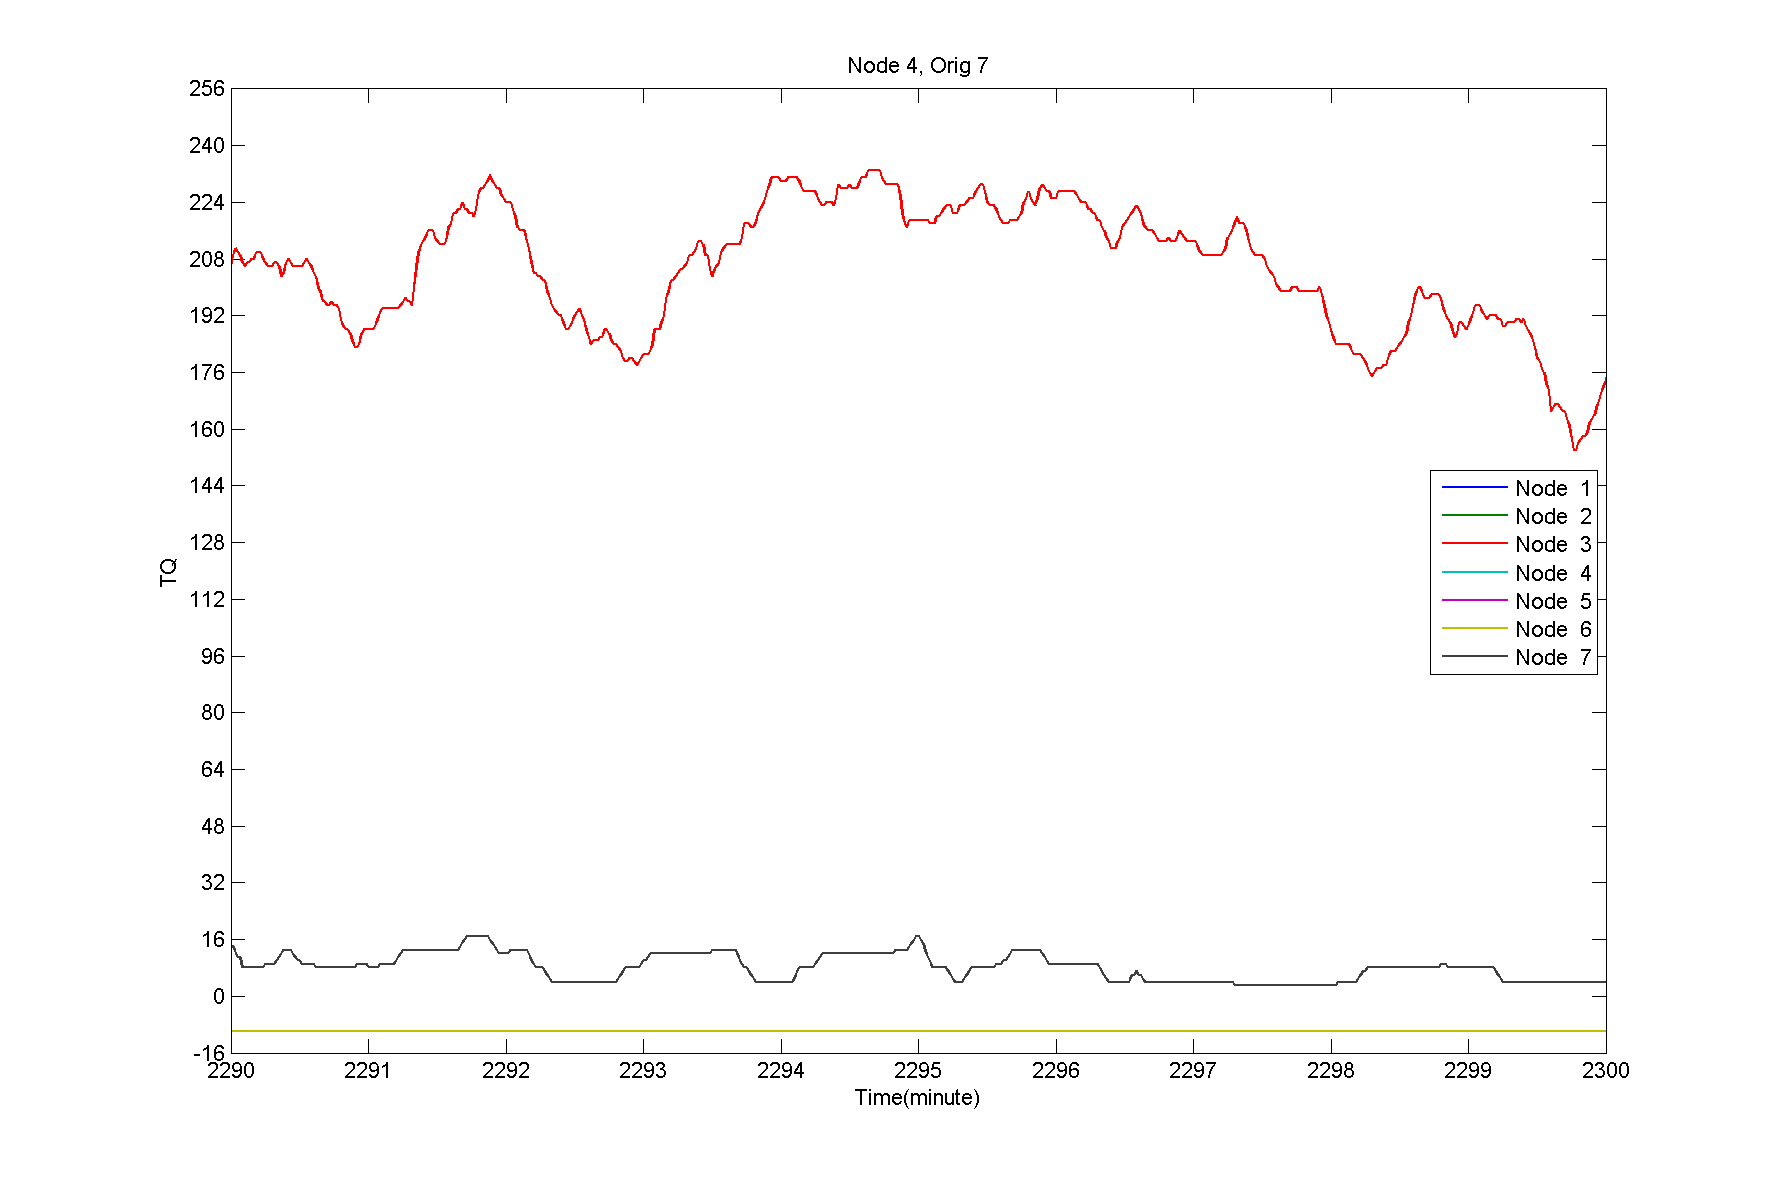 Node 4, Orig 7
256
240
224
208
192
176
160
144
128
112
96
80
64
48
32
16
0
-16
TQ
Node 1
Node 2
Node 3
Node 4
Node 5
Node 6
Node 7
2290 2291 2292 2293 2294 2295 2296 2297 2298 2299 2300
Time(minute)